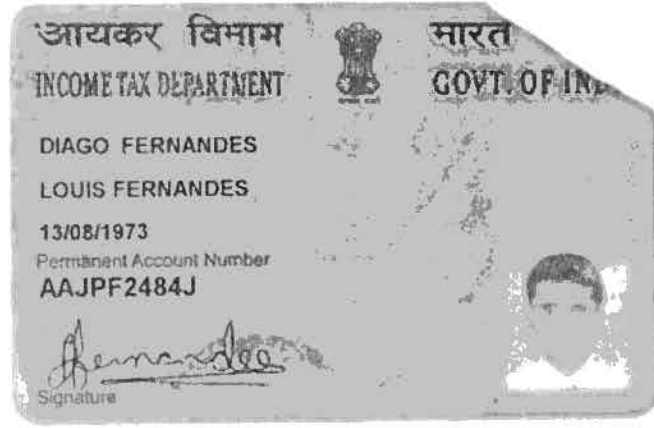 आयकर विभाग
भारत
INCOME TAX DEPARTMENT
GOVT. OF
DIAGO FERNANDES
LOUIS FERNANDES
13/08/1973
Permanent Account Number
AAJPF2484J
Fernandes
Signature